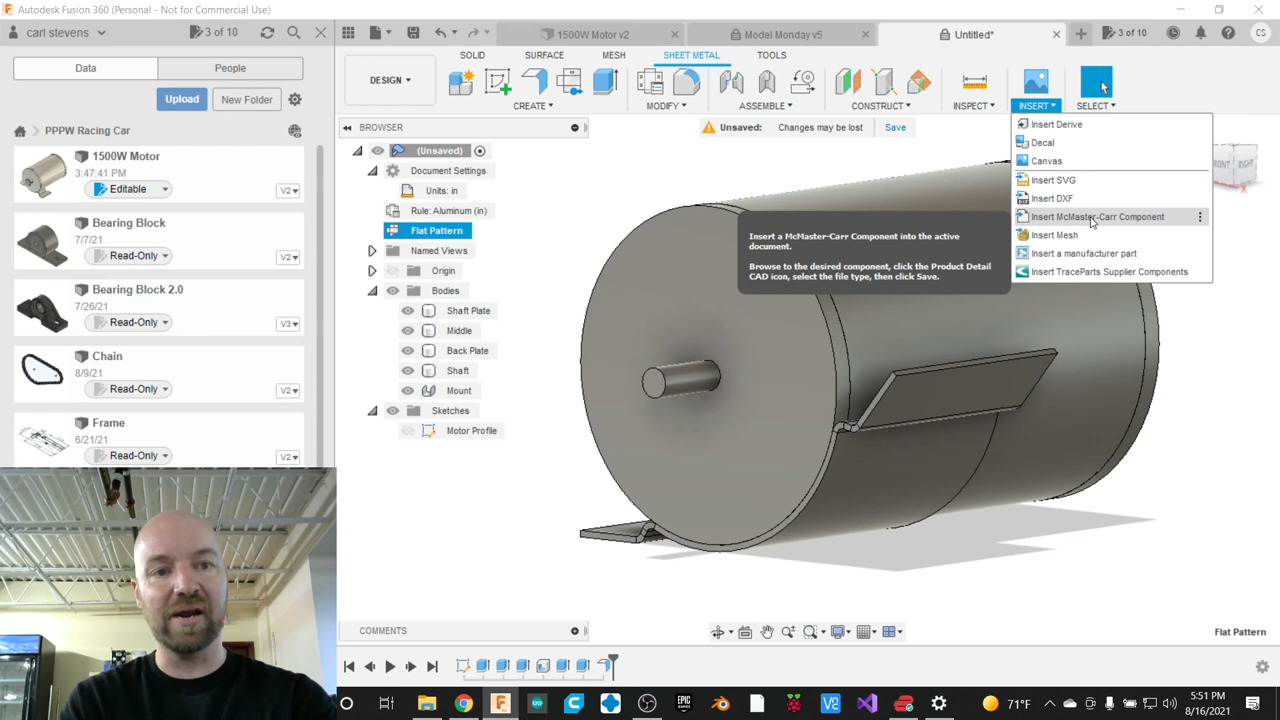 Autodesk Fusion 360 (Personal - Not for Commercial Use)
carl stevens
3 of 10
1500W Motor v2
Model Monday v5
Untitled*
3 of 10
CS
Data
People
Upload
New Folder
PPPW Racing Car
1500W Motor
3:47:41 PM
Editable
V2
Bearing Block
7/7/21
Read-Only
V2
Bearing Block 2.0
7/26/21
Read-Only
V3
Chain
8/9/21
Read-Only
V2
Frame
6/21/21
Read-Only
V2
SOLID
SURFACE
MESH
SHEET METAL
TOOLS
DESIGN
CREATE
MODIFY
ASSEMBLE
CONSTRUCT
INSPECT
INSERT
SELECT
BROWSER
Unsaved: Changes may be lost Save
(Unsaved)
Document Settings
Units: in
Rule: Aluminum (in)
Flat Pattern
Named Views
Origin
Bodies
Shaft Plate
Middle
Back Plate
Shaft
Mount
Sketches
Motor Profile
Insert Derive
Decal
Canvas
Insert SVG
Insert DXF
Insert McMaster-Carr Component
Insert Mesh
Insert a manufacturer part
Insert TraceParts Supplier Components
Insert a McMaster-Carr Component into the active
document.
Browse to the desired component, click the Product Detail
CAD icon, select the file type, then click Save.
RIGHT
X
COMMENTS
Flat Pattern
EPIC
GAMES
71°F
5:51 PM
8/16/2021